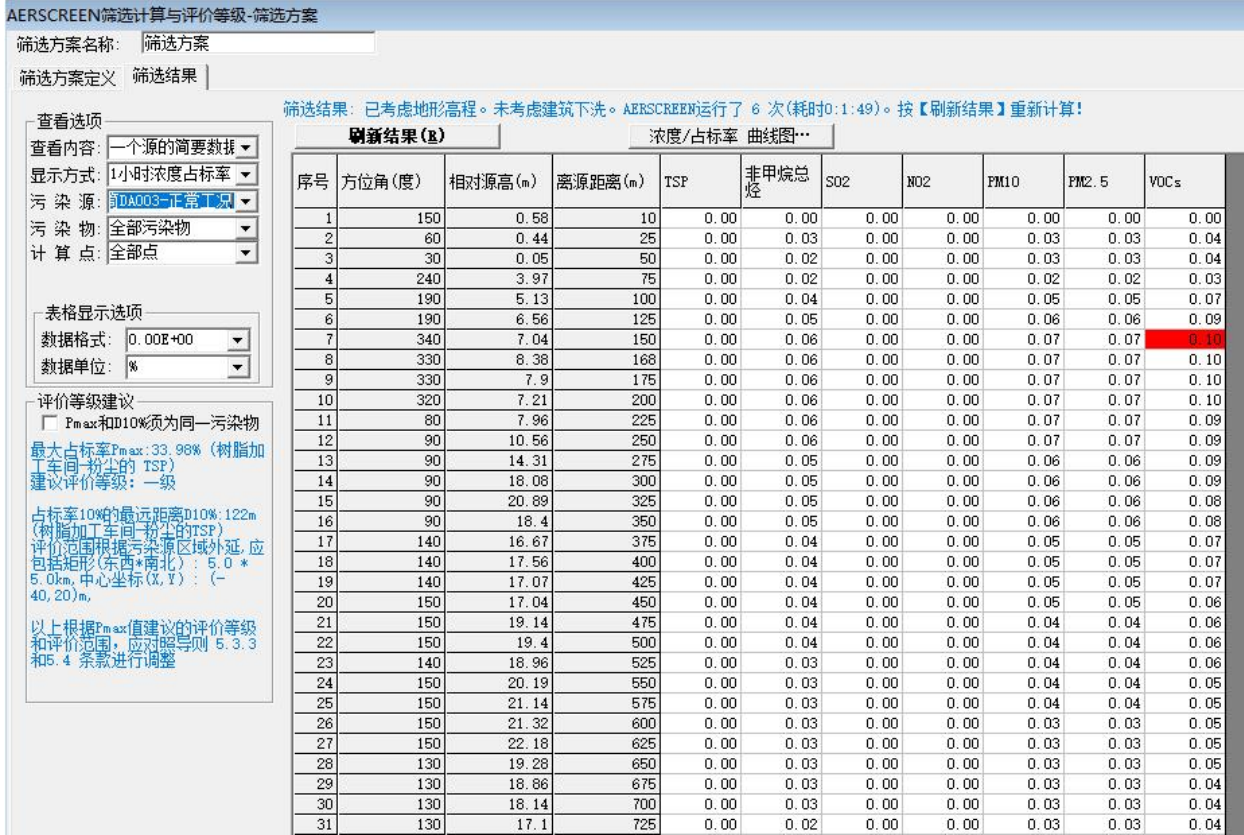 AERSCREEN筛选计算与评价等级-筛选方案
筛选方案名称: 筛选方案
筛选方案定义 筛选结果
筛选结果: 已考虑地形高程。未考虑建筑下洗。AERSCREEN运行了 6 次(耗时0:1:49)。按【刷新结果】重新计算!
刷新结果(R) 浓度/占标率 曲线图…
查看选项
查看内容: 一个源的简要数据
显示方式: 1小时浓度占标率
污 染 源: DA003-正常工况
污 染 物: 全部污染物
计 算 点: 全部点
表格显示选项
数据格式: 0.00E+00
数据单位: %
评价等级建议
Pmax和D10%须为同一污染物
最大占标率Pmax:33.98% (树脂加
工车间-粉尘的 TSP)
建议评价等级: 一级
占标率10%的最远距离D10%:122m
(树脂加工车间-粉尘的TSP)
评价范围根据污染源区域外延,应
包括矩形(东西*南北): 5.0 *
5.0km,中心坐标(X,Y): (-
40,20)m,
以上根据Pmax值建议的评价等级
和评价范围,应对照导则 5.3.3
和5.4 条款进行调整
序号 方位角(度) 相对源高(m) 离源距离(m) TSP 非甲烷总烃 SO2 NO2 PM10 PM2.5 VOCs
1 150 0.58 10 0.00 0.00 0.00 0.00 0.00 0.00 0.00
2 60 0.44 25 0.00 0.03 0.00 0.00 0.03 0.03 0.04
3 30 0.05 50 0.00 0.02 0.00 0.00 0.03 0.03 0.04
4 240 3.97 75 0.00 0.02 0.00 0.00 0.02 0.02 0.03
5 190 5.13 100 0.00 0.04 0.00 0.00 0.05 0.05 0.07
6 190 6.56 125 0.00 0.05 0.00 0.00 0.06 0.06 0.09
7 340 7.04 150 0.00 0.06 0.00 0.00 0.07 0.07 0.10
8 330 8.38 168 0.00 0.06 0.00 0.00 0.07 0.07 0.10
9 330 7.9 175 0.00 0.06 0.00 0.00 0.07 0.07 0.10
10 320 7.21 200 0.00 0.06 0.00 0.00 0.07 0.07 0.10
11 80 7.96 225 0.00 0.06 0.00 0.00 0.07 0.07 0.09
12 90 10.56 250 0.00 0.06 0.00 0.00 0.07 0.07 0.09
13 90 14.31 275 0.00 0.05 0.00 0.00 0.06 0.06 0.09
14 90 18.08 300 0.00 0.05 0.00 0.00 0.06 0.06 0.09
15 90 20.89 325 0.00 0.05 0.00 0.00 0.06 0.06 0.08
16 90 18.4 350 0.00 0.05 0.00 0.00 0.06 0.06 0.08
17 140 16.67 375 0.00 0.04 0.00 0.00 0.05 0.05 0.07
18 140 17.56 400 0.00 0.04 0.00 0.00 0.05 0.05 0.07
19 140 17.07 425 0.00 0.04 0.00 0.00 0.05 0.05 0.07
20 150 17.04 450 0.00 0.04 0.00 0.00 0.05 0.05 0.06
21 150 19.14 475 0.00 0.04 0.00 0.00 0.04 0.04 0.06
22 150 19.4 500 0.00 0.04 0.00 0.00 0.04 0.04 0.06
23 140 18.96 525 0.00 0.03 0.00 0.00 0.04 0.04 0.06
24 150 20.19 550 0.00 0.03 0.00 0.00 0.04 0.04 0.05
25 150 21.14 575 0.00 0.03 0.00 0.00 0.04 0.04 0.05
26 150 21.32 600 0.00 0.03 0.00 0.00 0.03 0.03 0.05
27 150 22.18 625 0.00 0.03 0.00 0.00 0.03 0.03 0.05
28 130 19.28 650 0.00 0.03 0.00 0.00 0.03 0.03 0.05
29 130 18.86 675 0.00 0.03 0.00 0.00 0.03 0.03 0.04
30 130 18.14 700 0.00 0.03 0.00 0.00 0.03 0.03 0.04
31 130 17.1 725 0.00 0.02 0.00 0.00 0.03 0.03 0.04